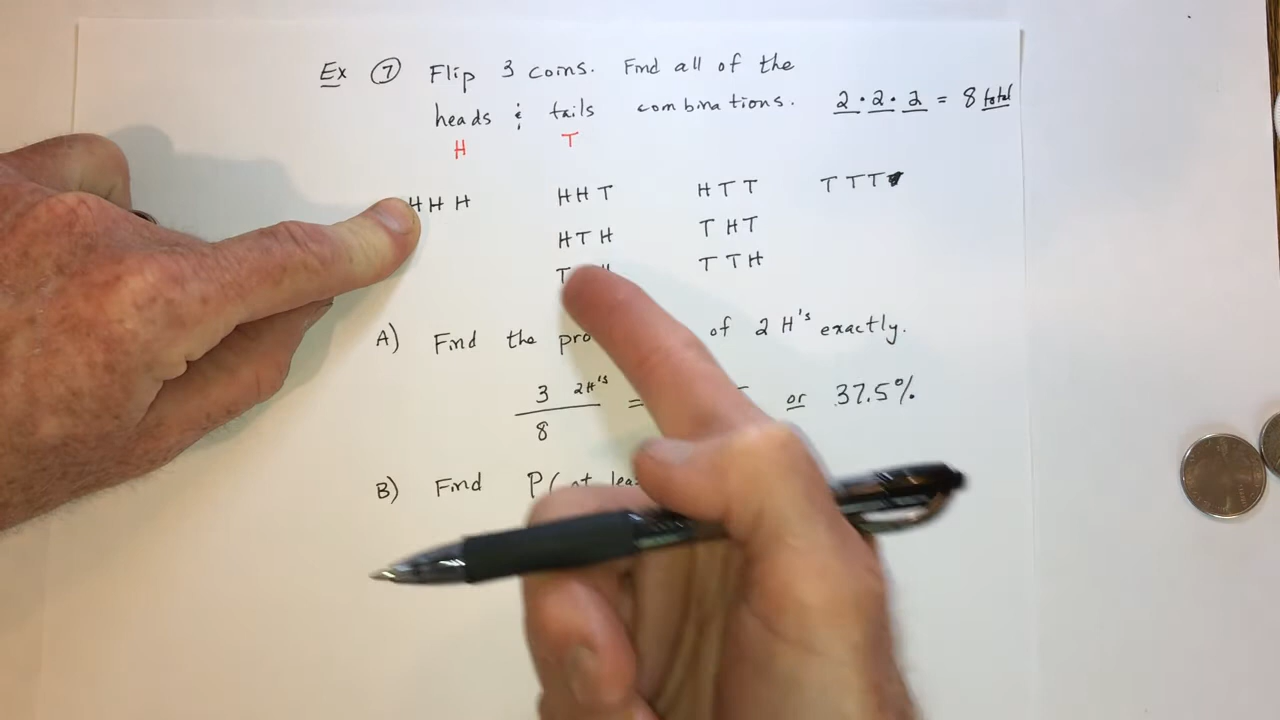 Ex ⑦ Flip 3 coins. Find all of the
heads & tails combinations. 2 · 2 · 2 = 8 total
H T
HHH HHT HTT TTT
HTH THT
T H TTH
A) Find the of 2 H's exactly.
3 2H's
8
= or 37.5%
B) Find P(at